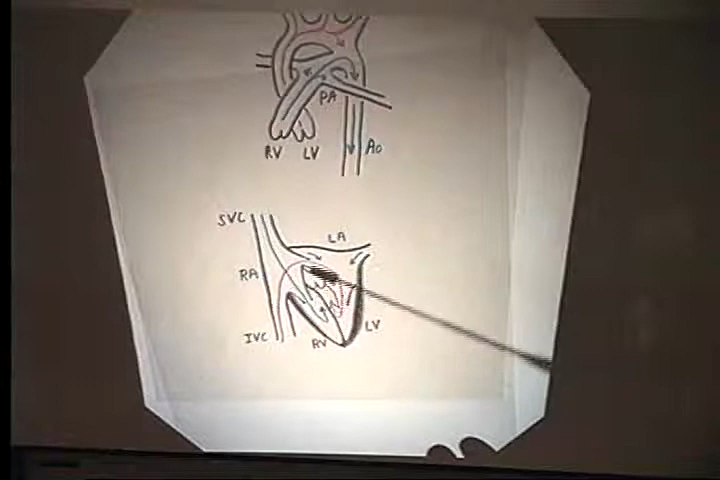 PA
RV LV Ao
SVC
LA
RA
IVC RV LV